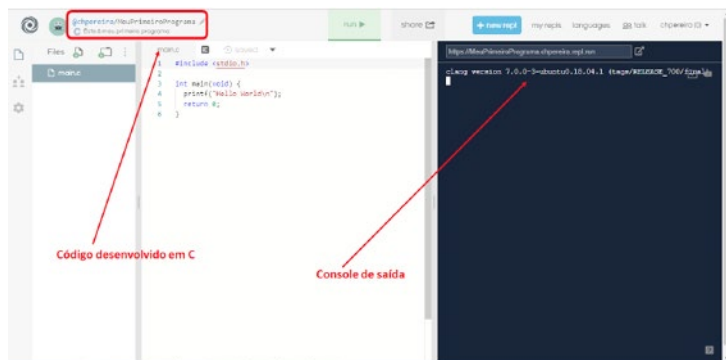 @chpereira/MeuPrimeiroPrograma
Este é meu primeiro programa
run
share
+ new repl
my repls
languages
talk
chpereira
Files
main.c
main.c
saved
https://MeuPrimeiroPrograma.chpereira.repl.run
1 #include <stdio.h>
2
3 int main(void) {
4 printf("Hello World\n");
5 return 0;
6 }
clang version 7.0.0-3~ubuntu0.18.04.1 (tags/RELEASE_700/final)
Código desenvolvido em C
Console de saída